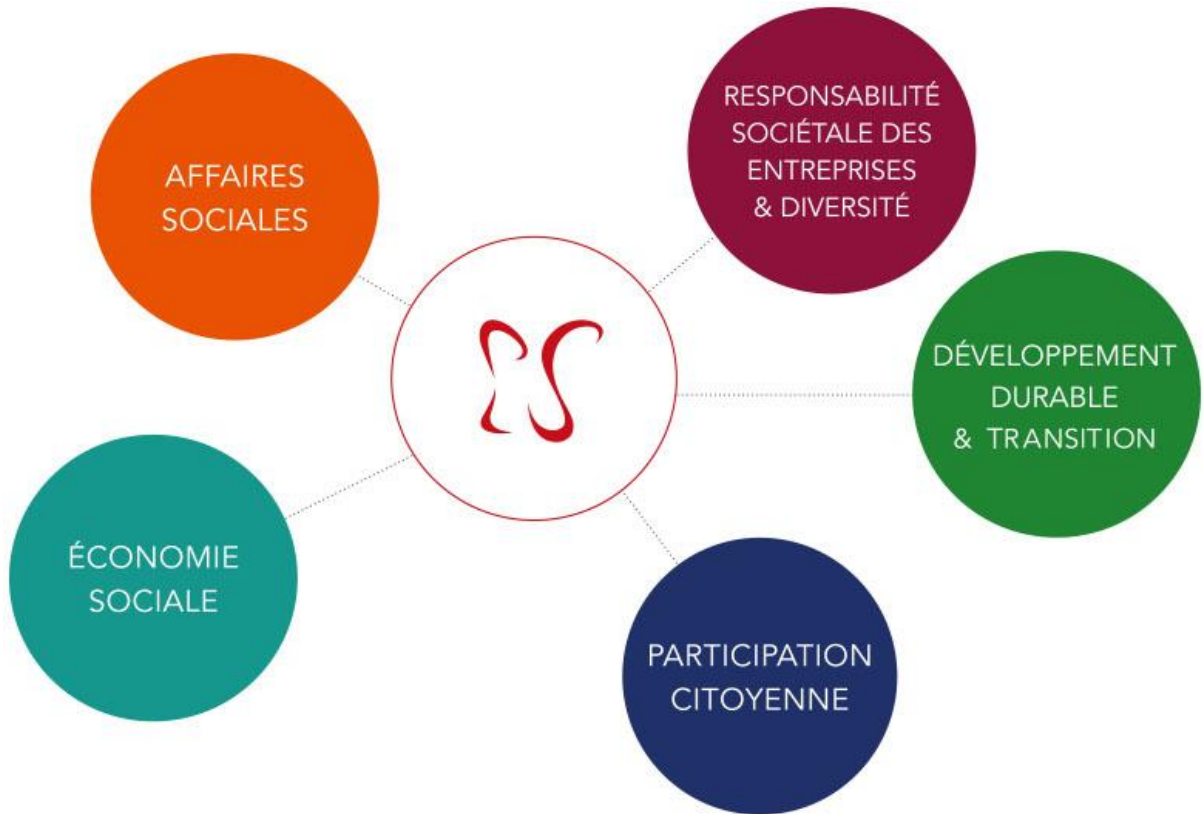 AFFAIRES
SOCIALES
RESPONSABILITÉ
SOCIÉTALE DES
ENTREPRISES
& DIVERSITÉ
DÉVELOPPEMENT
DURABLE
& TRANSITION
ÉCONOMIE
SOCIALE
PARTICIPATION
CITOYENNE